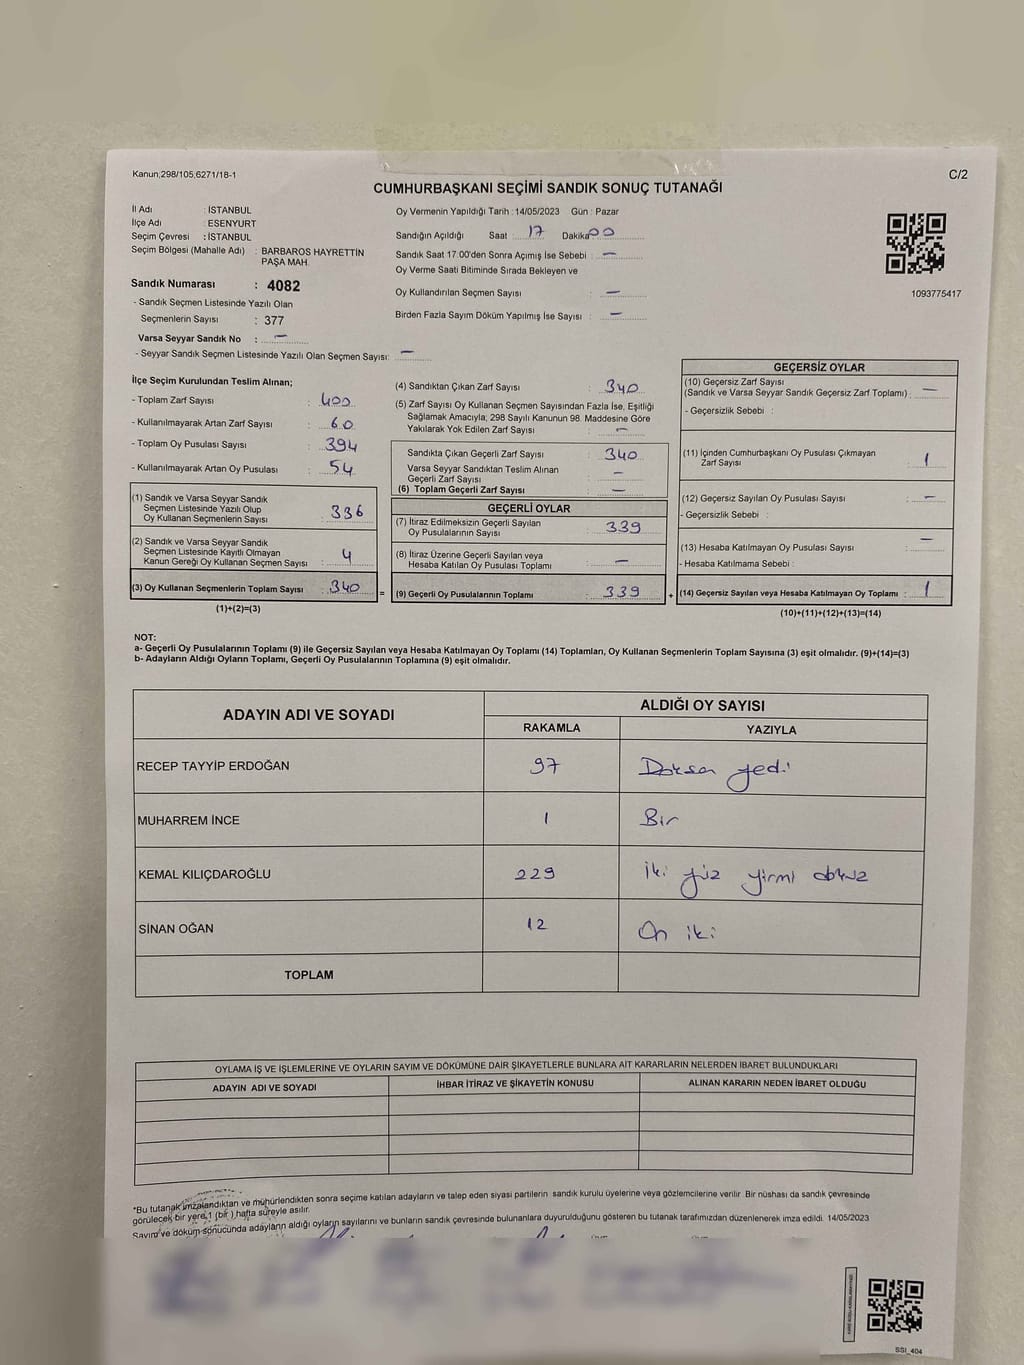 Kanun;298/105,6271/18-1
C/2
CUMHURBAŞKANI SEÇİMİ SANDIK SONUÇ TUTANAĞI
İl Adı : İSTANBUL
İlçe Adı : ESENYURT
Seçim Çevresi : İSTANBUL
Seçim Bölgesi (Mahalle Adı) : BARBAROS HAYRETTİN
PAŞA MAH.
Sandık Numarası : 4082
- Sandık Seçmen Listesinde Yazılı Olan
Seçmenlerin Sayısı : 377
Varsa Seyyar Sandık No : —
- Seyyar Sandık Seçmen Listesinde Yazılı Olan Seçmen Sayısı: —
Oy Vermenin Yapıldığı Tarih : 14/05/2023 Gün : Pazar
Sandığın Açıldığı Saat 17 Dakika 00
Sandık Saat 17:00'den Sonra Açımış İse Sebebi : —
Oy Verme Saati Bitiminde Sırada Bekleyen ve
Oy Kullandırılan Seçmen Sayısı : —
Birden Fazla Sayım Döküm Yapılmış İse Sayısı : —
1093775417
İlçe Seçim Kurulundan Teslim Alınan;
- Toplam Zarf Sayısı : 400
- Kullanılmayarak Artan Zarf Sayısı : 60
- Toplam Oy Pusulası Sayısı : 394
- Kullanılmayarak Artan Oy Pusulası : 54
(1) Sandık ve Varsa Seyyar Sandık
Seçmen Listesinde Yazılı Olup
Oy Kullanan Seçmenlerin Sayısı : 336
(2) Sandık ve Varsa Seyyar Sandık
Seçmen Listesinde Kayıtlı Olmayan
Kanun Gereği Oy Kullanan Seçmen Sayısı : 4
(3) Oy Kullanan Seçmenlerin Toplam Sayısı : 340
(1)+(2)=(3)
(4) Sandıktan Çıkan Zarf Sayısı : 340
(5) Zarf Sayısı Oy Kullanan Seçmen Sayısından Fazla İse, Eşitliği
Sağlamak Amacıyla; 298 Sayılı Kanunun 98. Maddesine Göre
Yakılarak Yok Edilen Zarf Sayısı : —
Sandıkta Çıkan Geçerli Zarf Sayısı : 340
Varsa Seyyar Sandıktan Teslim Alınan
Geçerli Zarf Sayısı : —
(6) Toplam Geçerli Zarf Sayısı : —
GEÇERLİ OYLAR
(7) İtiraz Edilmeksizin Geçerli Sayılan
Oy Pusulalarının Sayısı : 339
(8) İtiraz Üzerine Geçerli Sayılan veya
Hesaba Katılan Oy Pusulası Toplamı : —
= (9) Geçerli Oy Pusulalarının Toplamı : 339 +
GEÇERSİZ OYLAR
(10) Geçersiz Zarf Sayısı
(Sandık ve Varsa Seyyar Sandık Geçersiz Zarf Toplamı) : —
- Geçersizlik Sebebi :
(11) İçinden Cumhurbaşkanı Oy Pusulası Çıkmayan
Zarf Sayısı : 1
(12) Geçersiz Sayılan Oy Pusulası Sayısı : —
- Geçersizlik Sebebi :
(13) Hesaba Katılmayan Oy Pusulası Sayısı : —
- Hesaba Katılmama Sebebi :
(14) Geçersiz Sayılan veya Hesaba Katılmayan Oy Toplamı : 1
(10)+(11)+(12)+(13)=(14)
NOT:
a- Geçerli Oy Pusulalarının Toplamı (9) ile Geçersiz Sayılan veya Hesaba Katılmayan Oy Toplamı (14) Toplamları, Oy Kullanan Seçmenlerin Toplam Sayısına (3) eşit olmalıdır. (9)+(14)=(3)
b- Adayların Aldığı Oyların Toplamı, Geçerli Oy Pusulalarının Toplamına (9) eşit olmalıdır.
ADAYIN ADI VE SOYADI
ALDIĞI OY SAYISI
RAKAMLA YAZIYLA
RECEP TAYYİP ERDOĞAN 97 Doksan yedi
MUHARREM İNCE 1 Bir
KEMAL KILIÇDAROĞLU 229 iki yüz yirmi dokuz
SİNAN OĞAN 12 On iki
TOPLAM
OYLAMA İŞ VE İŞLEMLERİNE VE OYLARIN SAYIM VE DÖKÜMÜNE DAİR ŞİKAYETLERLE BUNLARA AİT KARARLARIN NELERDEN İBARET BULUNDUKLARI
ADAYIN ADI VE SOYADI İHBAR İTİRAZ VE ŞİKAYETİN KONUSU ALINAN KARARIN NEDEN İBARET OLDUĞU
*Bu tutanak imzalandıktan ve mühürlendikten sonra seçime katılan adayların ve talep eden siyasi partilerin sandık kurulu üyelerine veya gözlemcilerine verilir. Bir nüshası da sandık çevresinde
görülecek bir yere 1 (bir ) hafta süreyle asılır.
Sayım ve döküm sonucunda adayların aldığı oyların sayılarını ve bunların sandık çevresinde bulunanlara duyurulduğunu gösteren bu tutanak tarafımızdan düzenlenerek imza edildi. 14/05/2023
SSI_404